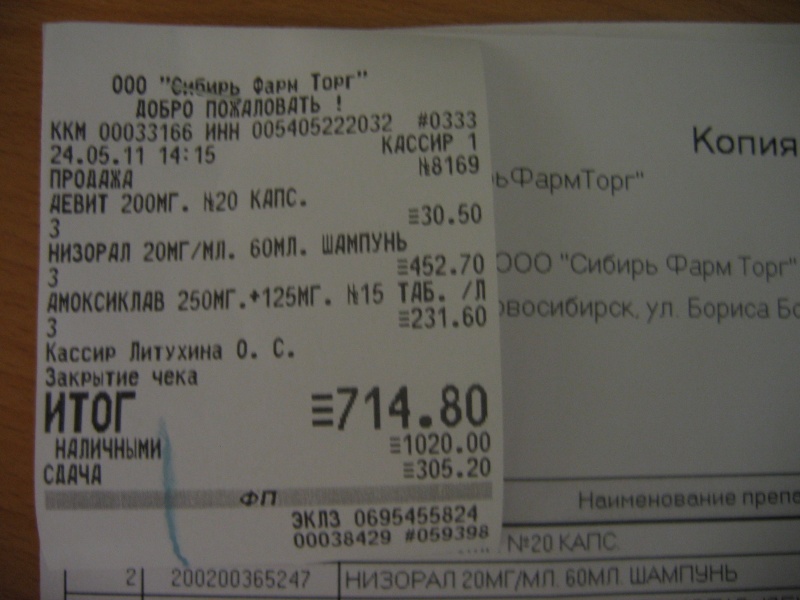 ООО "Сибирь Фарм Торг"
ДОБРО ПОЖАЛОВАТЬ !
ККМ 00033166 ИНН 005405222032 #0333
24.05.11 14:15 КАССИР 1
ПРОДАЖА №8169
АЕВИТ 200МГ. №20 КАПС.
3 ≡30.50
НИЗОРАЛ 20МГ/МЛ. 60МЛ. ШАМПУНЬ
3 ≡452.70
АМОКСИКЛАВ 250МГ.+125МГ. №15 ТАБ. /Л
3 ≡231.60
Кассир Литухина О. С.
Закрытие чека
ИТОГ ≡714.80
НАЛИЧНЫМИ ≡1020.00
СДАЧА ≡305.20
ФП
ЭКЛЗ 0695455824
00038429 #059398
Копия
ьФармТорг"
ООО "Сибирь Фарм Торг"
овосибирск, ул. Бориса Бо
Наименование препа
№20 КАПС.
2 200200365247 НИЗОРАЛ 20МГ/МЛ. 60МЛ. ШАМПУНЬ